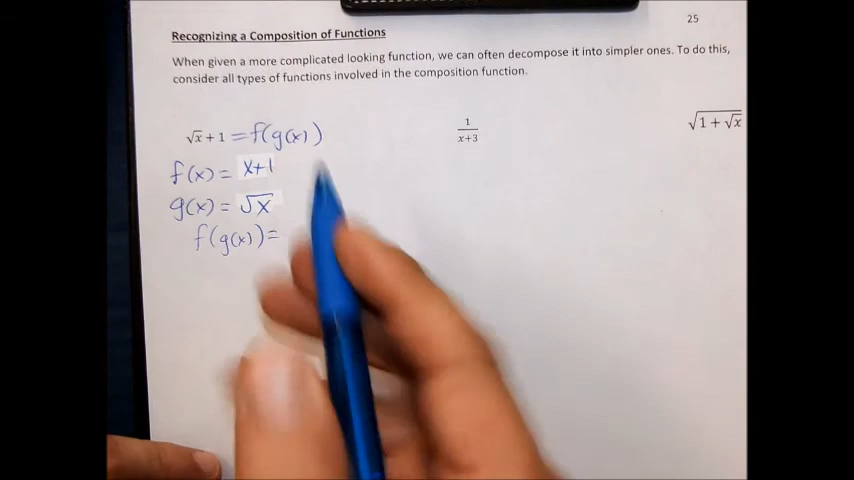 25
Recognizing a Composition of Functions
When given a more complicated looking function, we can often decompose it into simpler ones. To do this,
consider all types of functions involved in the composition function.
√x + 1 = f(g(x))
1/(x+3)
√(1 + √x)
f(x) = x+1
g(x) = √x
f(g(x)) =